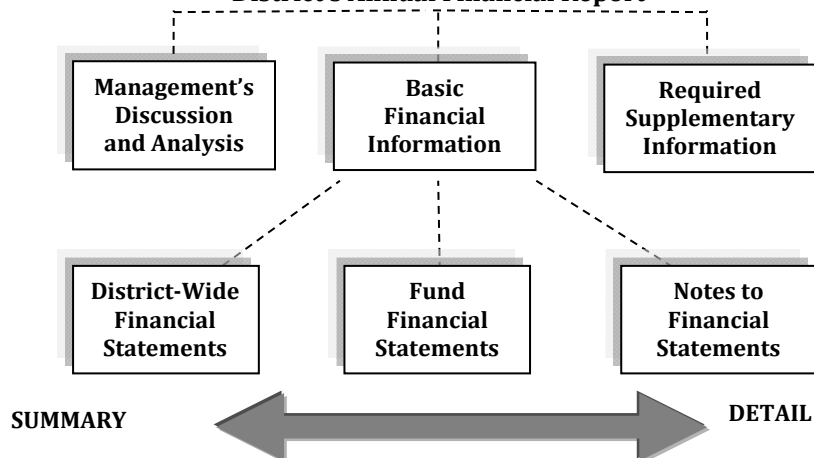 District's Annual Financial Report
Management’s
Discussion
and Analysis
Basic
Financial
Information
Required
Supplementary
Information
District-Wide
Financial
Statements
Fund
Financial
Statements
Notes to
Financial
Statements
SUMMARY
DETAIL